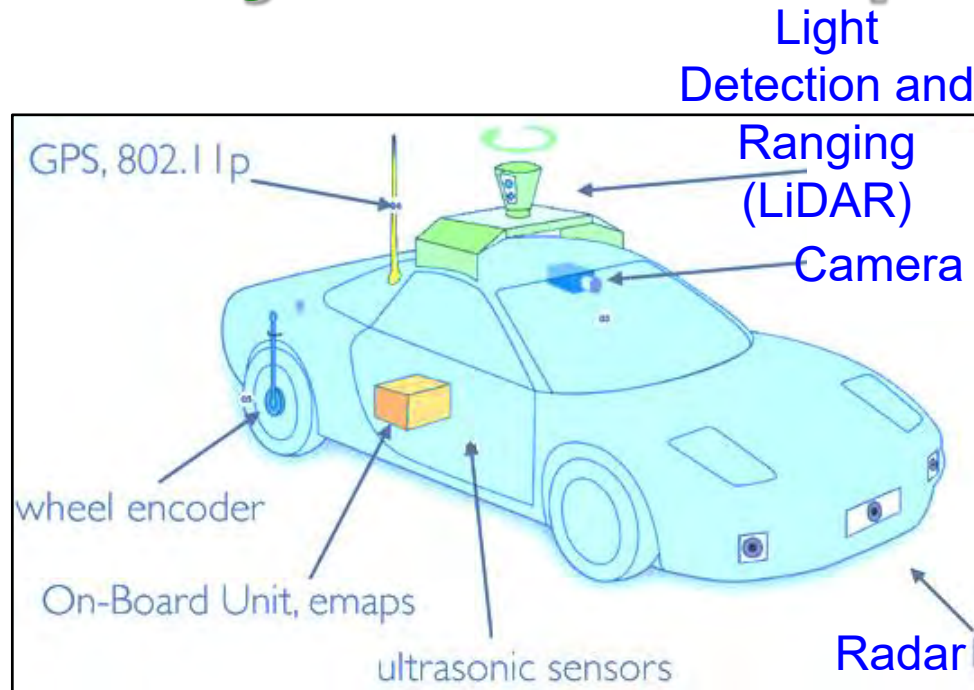 Light
Detection and
Ranging
(LiDAR)
GPS, 802.11p
Camera
wheel encoder
On-Board Unit, emaps
ultrasonic sensors
Radar